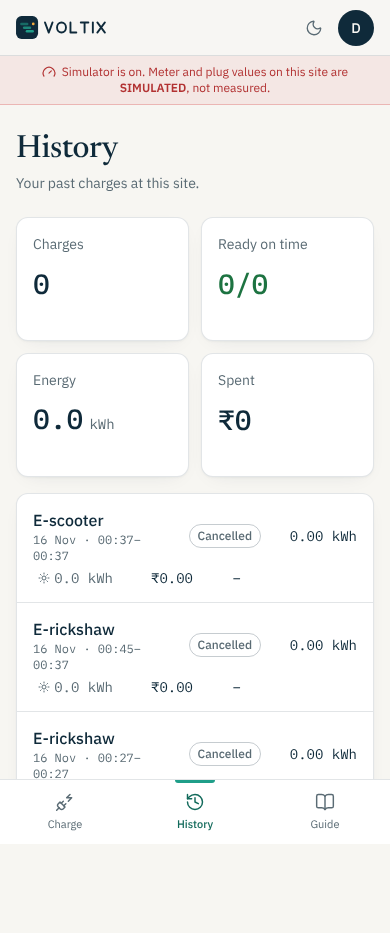 VOLTIX
D
Simulator is on. Meter and plug values on this site are
SIMULATED, not measured.
History
Your past charges at this site.
Charges
0
Ready on time
0/0
Energy
0.0 kWh
Spent
₹0
E-scooter
16 Nov · 00:37–
00:37
Cancelled
0.00 kWh
0.0 kWh
₹0.00
–
E-rickshaw
16 Nov · 00:45–
00:37
Cancelled
0.00 kWh
0.0 kWh
₹0.00
–
E-rickshaw
16 Nov · 00:27–
00:27
Cancelled
0.00 kWh
Charge
History
Guide